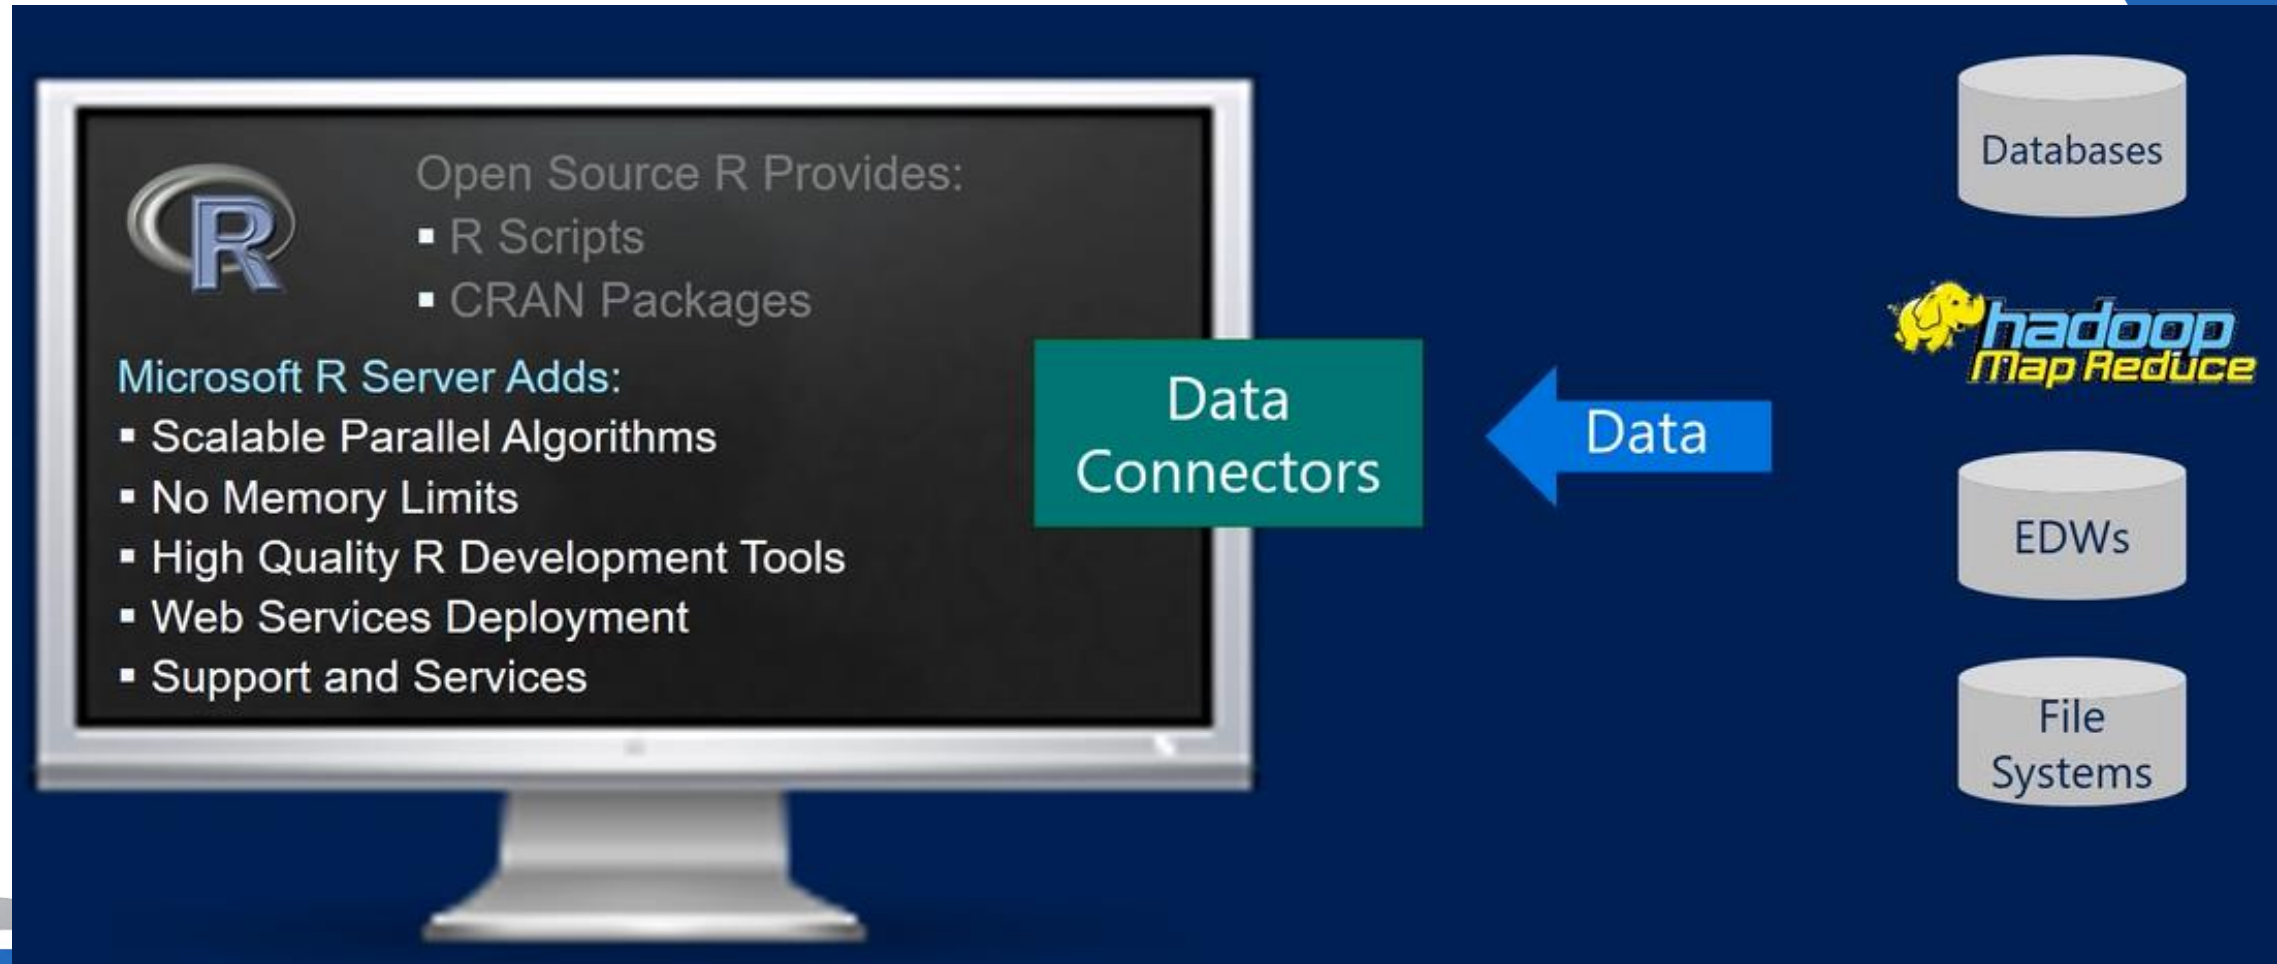 R
Open Source R Provides:
▪ R Scripts
▪ CRAN Packages
Microsoft R Server Adds:
▪ Scalable Parallel Algorithms
▪ No Memory Limits
▪ High Quality R Development Tools
▪ Web Services Deployment
▪ Support and Services
Data
Connectors
Data
Databases
hadoop
Map Reduce
EDWs
File
Systems